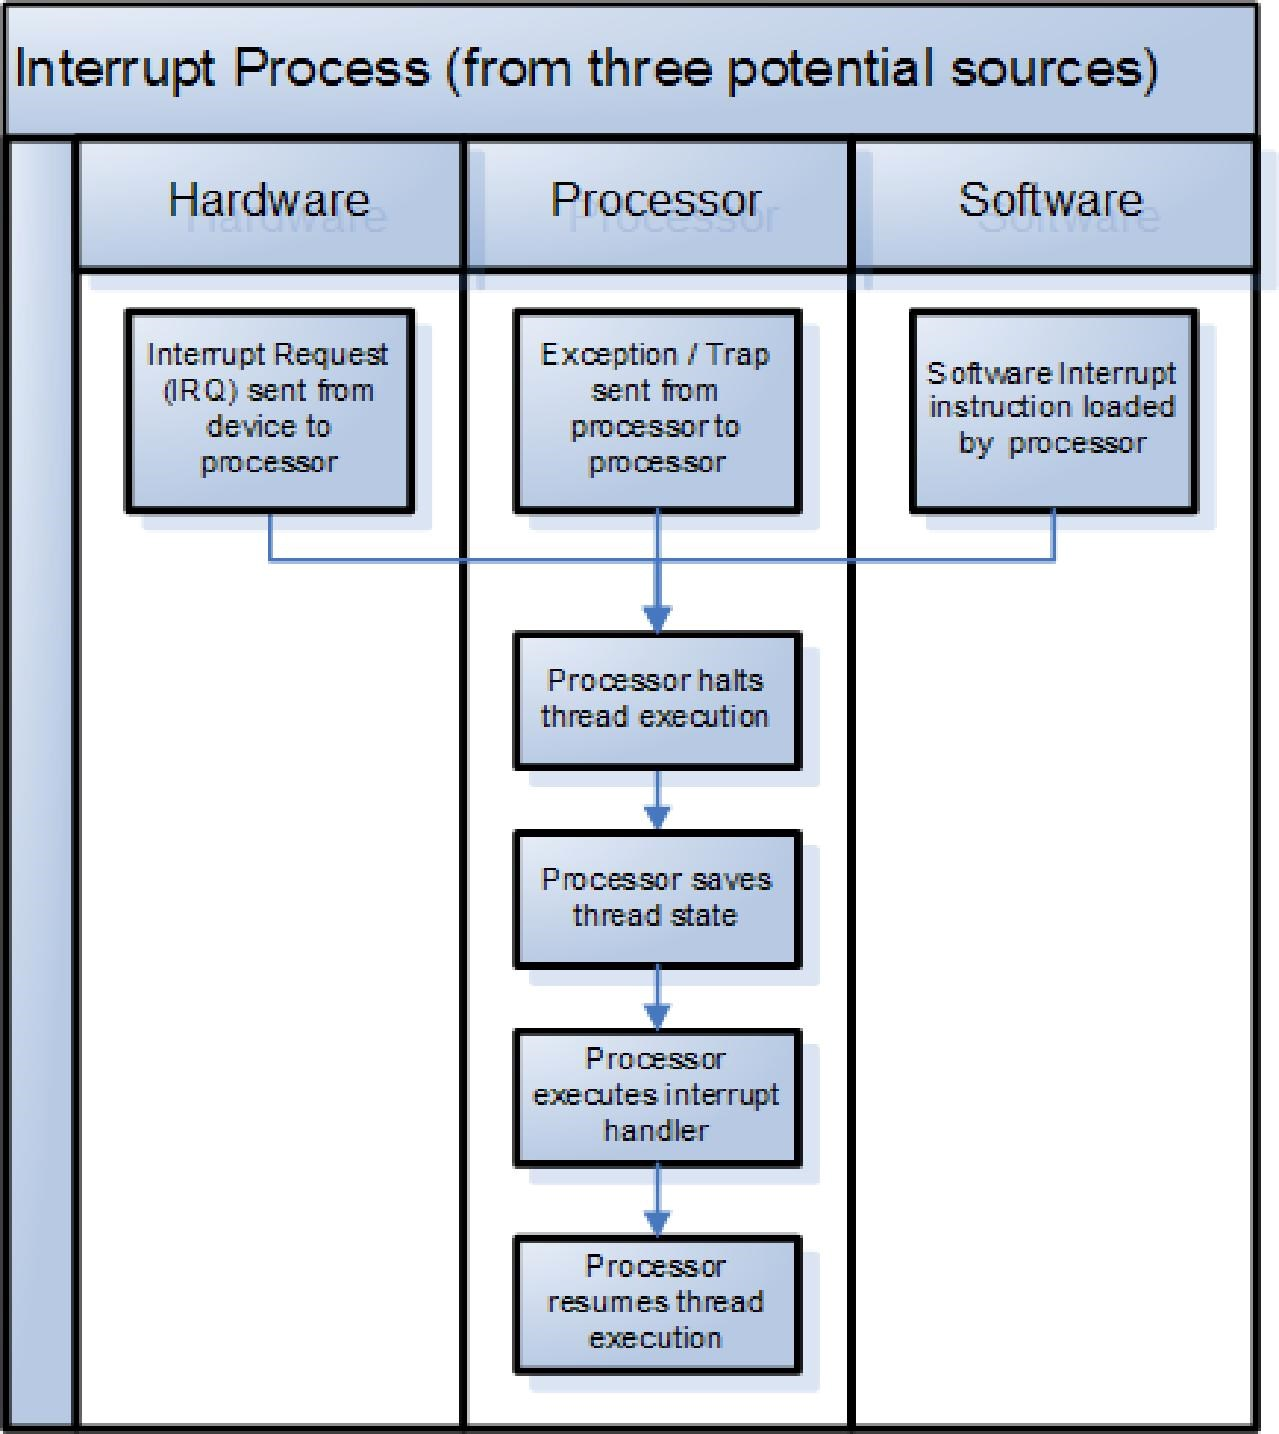 Interrupt Process (from three potential sources)
Hardware
Processor
Software
Interrupt Request
(IRQ) sent from
device to
processor
Exception / Trap
sent from
processor to
processor
Software Interrupt
instruction loaded
by processor
Processor halts
thread execution
Processor saves
thread state
Processor
executes interrupt
handler
Processor
resumes thread
execution